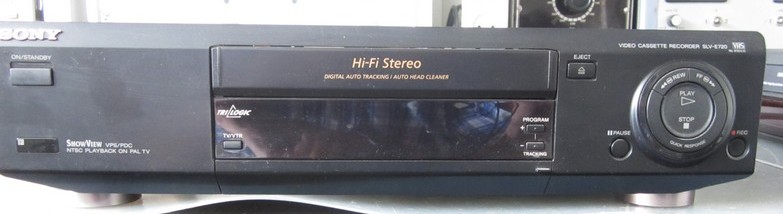 SONY
ON/STANDBY
Hi-Fi Stereo
DIGITAL AUTO TRACKING / AUTO HEAD CLEANER
VIDEO CASSETTE RECORDER SLV-E720
VHS
EJECT
REW
FF
PLAY
STOP
QUICK RESPONSE
PAUSE
REC
TRILOGIC
TV/VTR
PROGRAM
+
-
TRACKING
SHOWVIEW VPS/PDC
NTSC PLAYBACK ON PAL TV